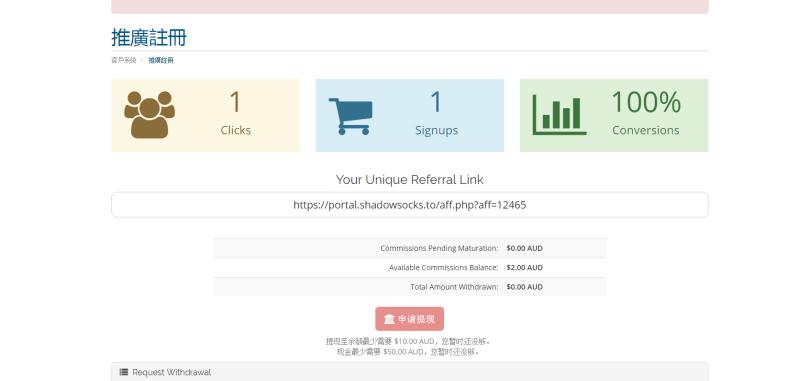 推廣註冊
客戶系統 / 推廣註冊
1
Clicks
1
Signups
100%
Conversions
Your Unique Referral Link
https://portal.shadowsocks.to/aff.php?aff=12465
Commissions Pending Maturation: $0.00 AUD
Available Commissions Balance: $2.00 AUD
Total Amount Withdrawn: $0.00 AUD
申请提现
提现至余额最少需要 $10.00 AUD，您暂时还没够。
现金最少需要 $50.00 AUD，您暂时还没够。
Request Withdrawal